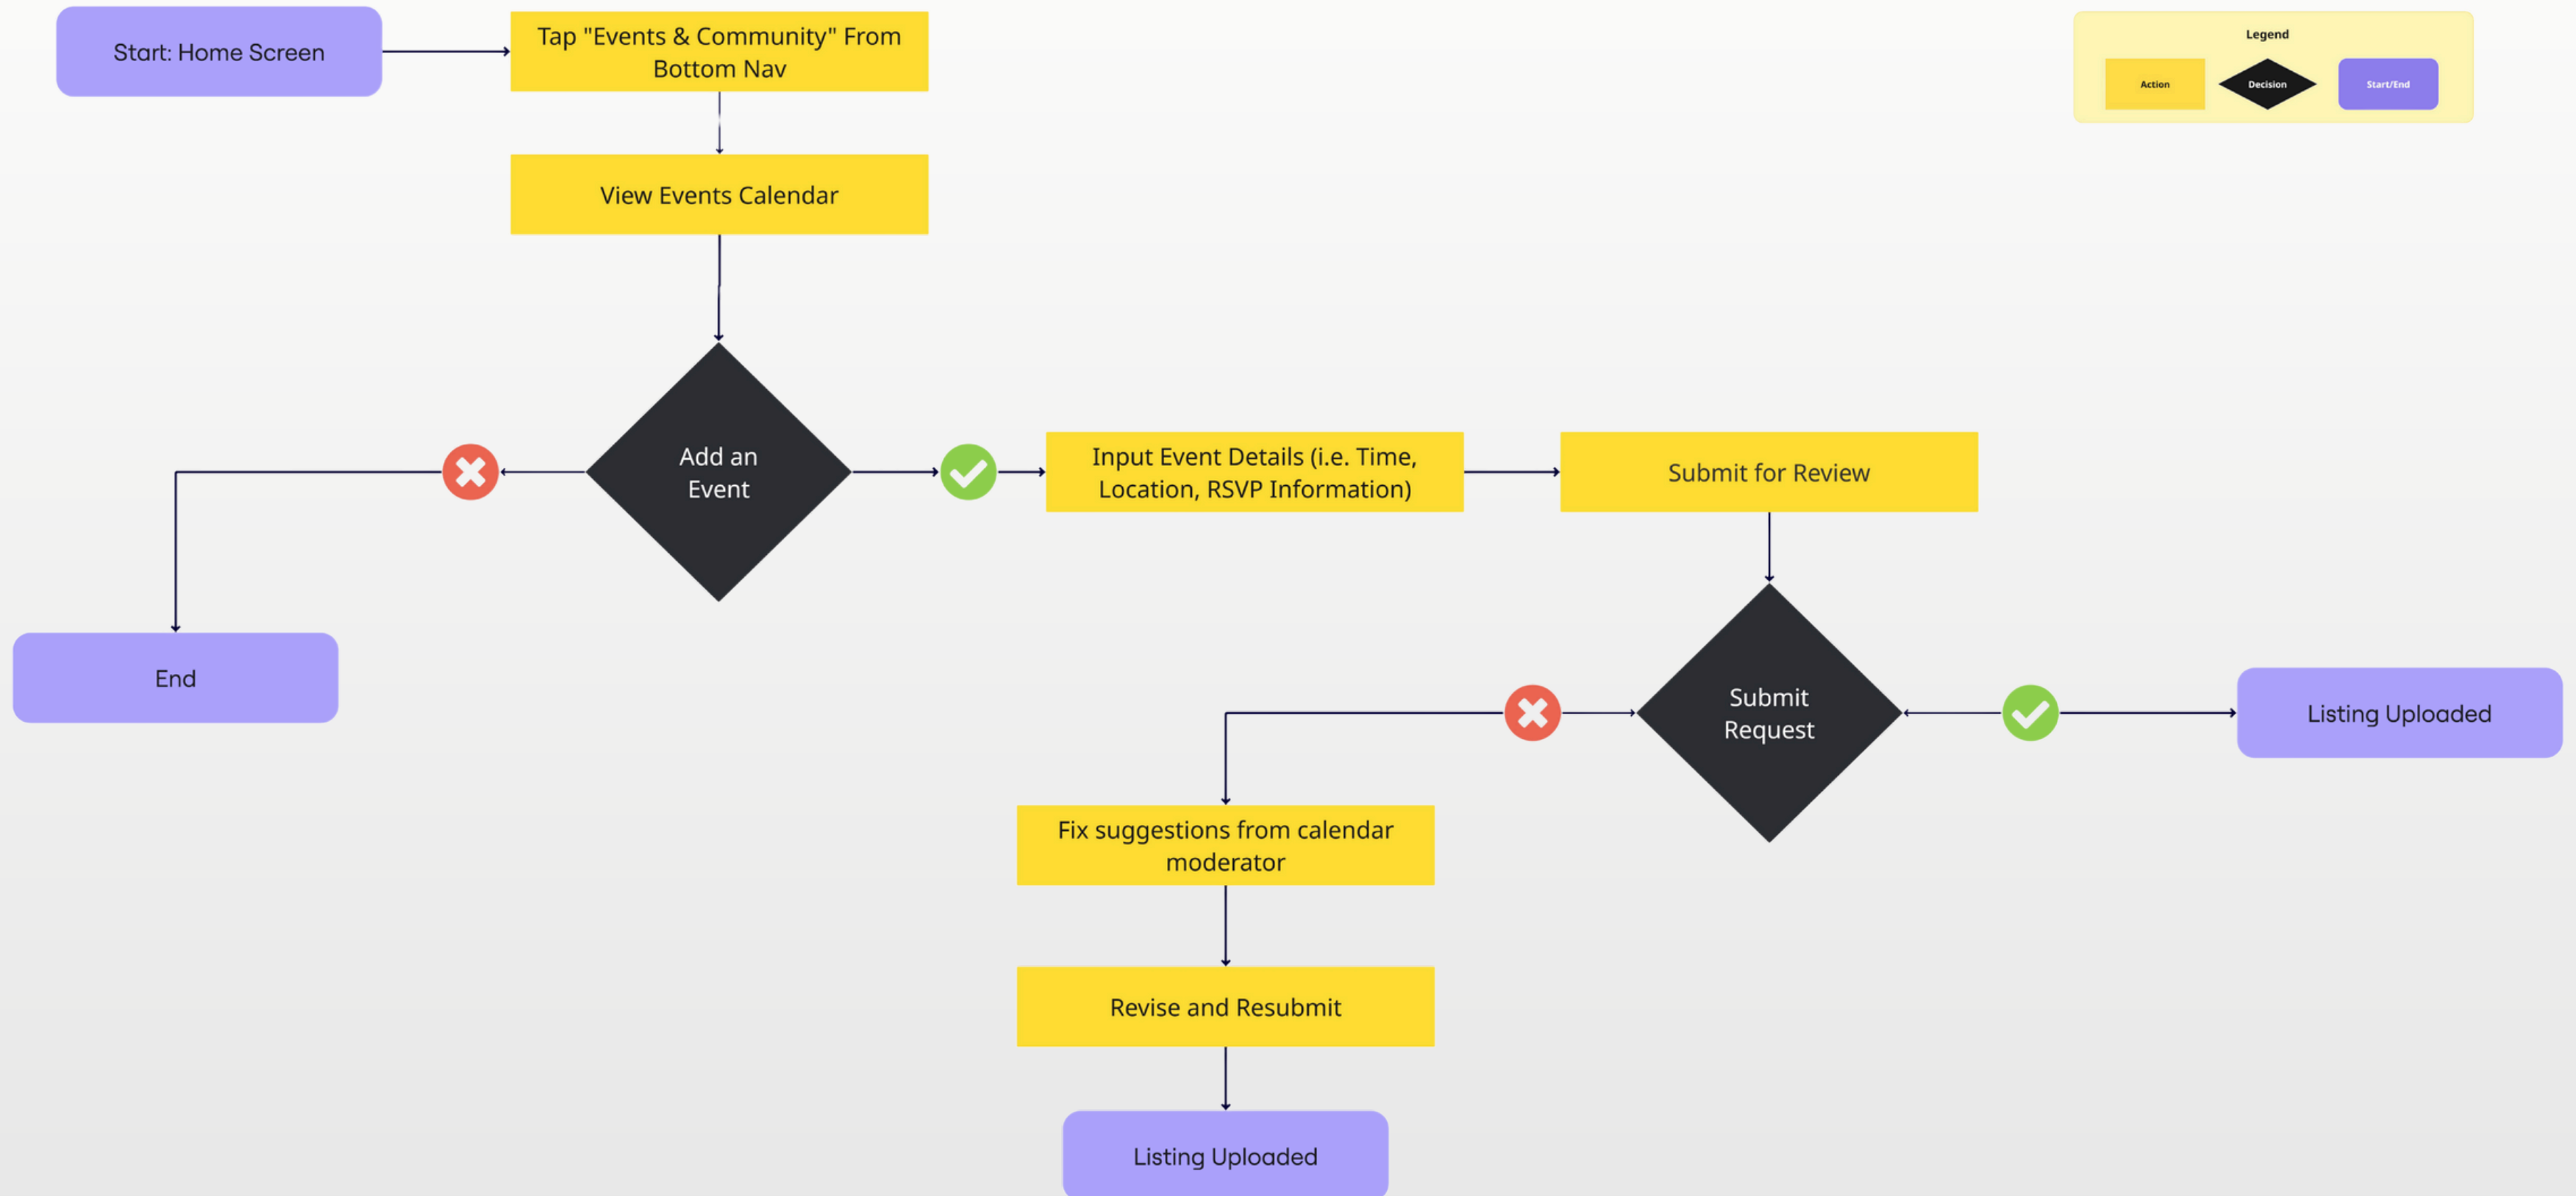 Start: Home Screen
Tap "Events & Community" From
Bottom Nav
Legend
Action
Decision
Start/End
View Events Calendar
Add an
Event
Input Event Details (i.e. Time,
Location, RSVP Information)
Submit for Review
End
Submit
Request
Listing Uploaded
Fix suggestions from calendar
moderator
Revise and Resubmit
Listing Uploaded